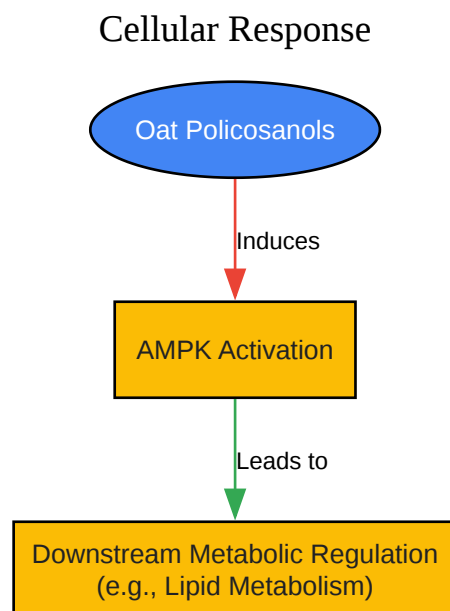 Cellular Response
Oat Policosanols
Induces
AMPK Activation
Leads to
Downstream Metabolic Regulation
(e.g., Lipid Metabolism)